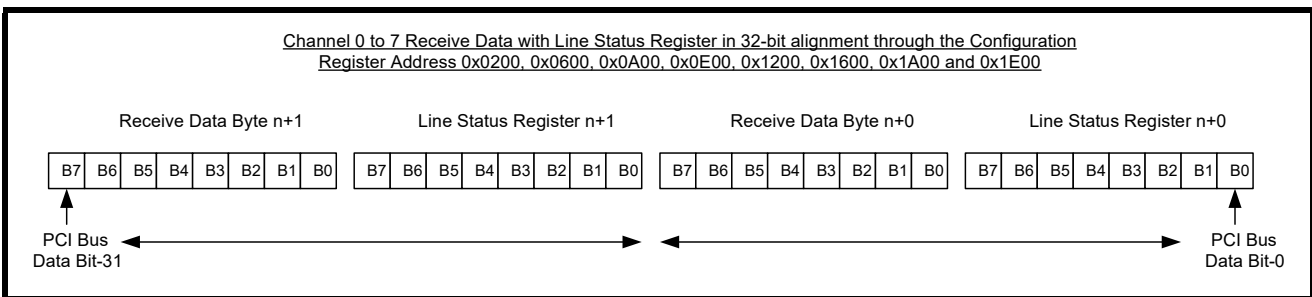 Channel 0 to 7 Receive Data with Line Status Register in 32-bit alignment through the Configuration
Register Address 0x0200, 0x0600, 0x0A00, 0x0E00, 0x1200, 0x1600, 0x1A00 and 0x1E00
Receive Data Byte n+1 Line Status Register n+1 Receive Data Byte n+0 Line Status Register n+0
B7 B6 B5 B4 B3 B2 B1 B0 B7 B6 B5 B4 B3 B2 B1 B0 B7 B6 B5 B4 B3 B2 B1 B0 B7 B6 B5 B4 B3 B2 B1 B0
PCI Bus
Data Bit-31
PCI Bus
Data Bit-0